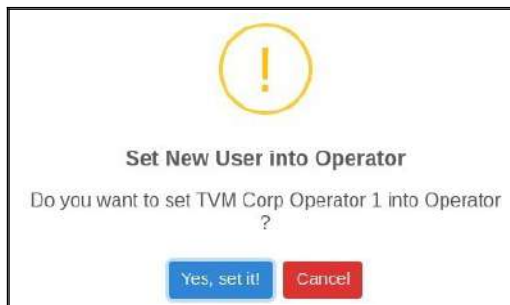 !
Set New User into Operator
Do you want to set TVM Corp Operator 1 into Operator
?
Yes, set it! Cancel